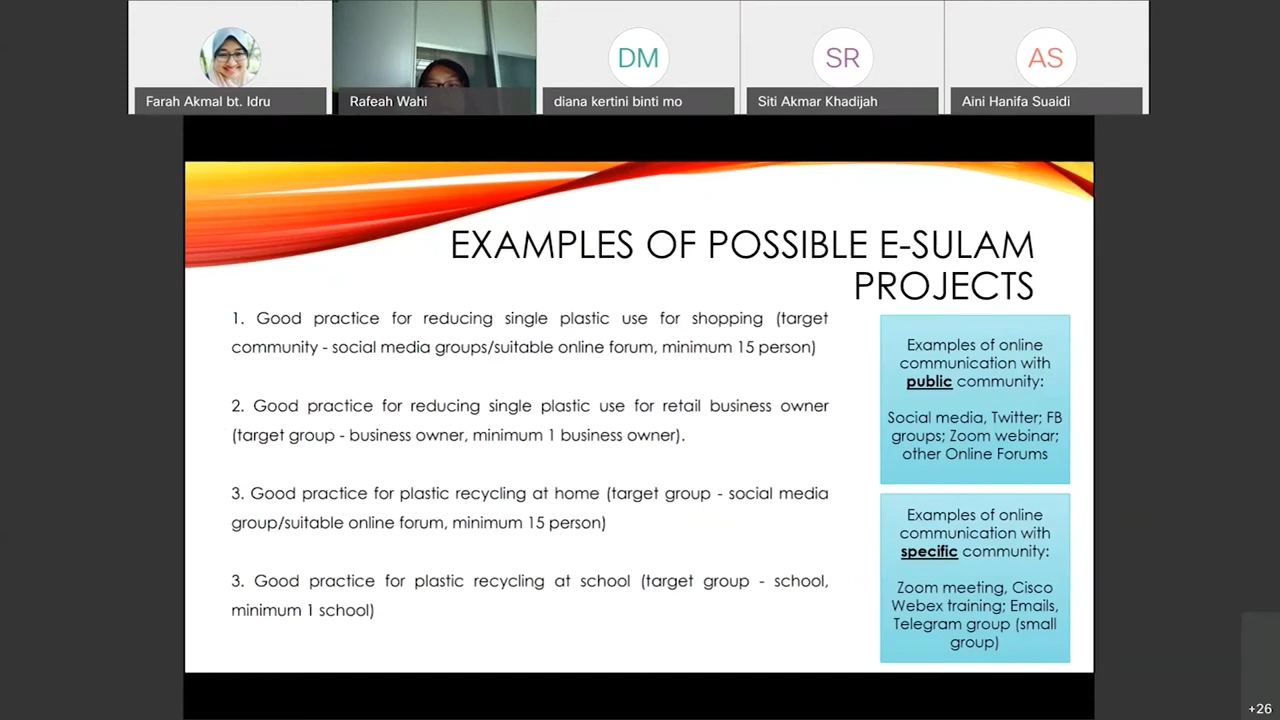 DM
SR
AS
Farah Akmal bt. Idru
Rafeah Wahi
diana kertini binti mo
Siti Akmar Khadijah
Aini Hanifa Suaidi
EXAMPLES OF POSSIBLE E-SULAM
PROJECTS
1. Good practice for reducing single plastic use for shopping (target
community - social media groups/suitable online forum, minimum 15 person)
2. Good practice for reducing single plastic use for retail business owner
(target group - business owner, minimum 1 business owner).
3. Good practice for plastic recycling at home (target group - social media
group/suitable online forum, minimum 15 person)
3. Good practice for plastic recycling at school (target group - school,
minimum 1 school)
Examples of online
communication with
public community:
Social media, Twitter; FB
groups; Zoom webinar;
other Online Forums
Examples of online
communication with
specific community:
Zoom meeting, Cisco
Webex training; Emails,
Telegram group (small
group)
+26